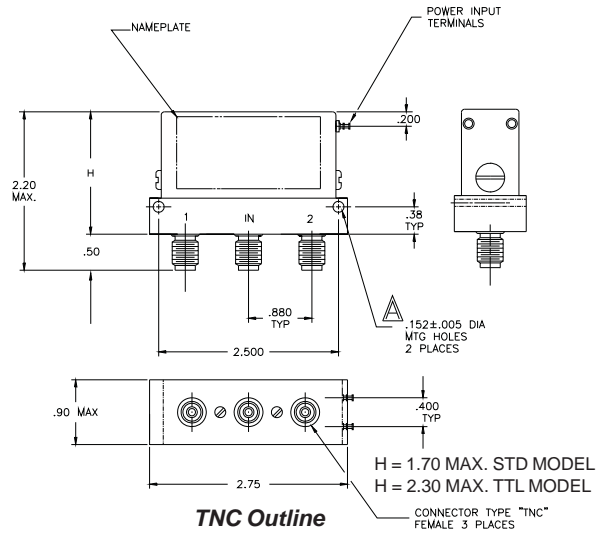 NAMEPLATE
POWER INPUT
TERMINALS
.200
H
2.20
MAX.
.38
TYP
1
IN
2
.50
.880
TYP
A
.152±.005 DIA
MTG HOLES
2 PLACES
2.500
.90 MAX
.400
TYP
H = 1.70 MAX. STD MODEL
H = 2.30 MAX. TTL MODEL
2.75
TNC Outline
CONNECTOR TYPE "TNC"
FEMALE 3 PLACES